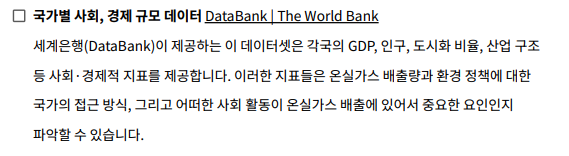 ☐ 국가별 사회, 경제 규모 데이터 DataBank | The World Bank
세계은행(DataBank)이 제공하는 이 데이터셋은 각국의 GDP, 인구, 도시화 비율, 산업 구조
등 사회·경제적 지표를 제공합니다. 이러한 지표들은 온실가스 배출량과 환경 정책에 대한
국가의 접근 방식, 그리고 어떠한 사회 활동이 온실가스 배출에 있어서 중요한 요인인지
파악할 수 있습니다.